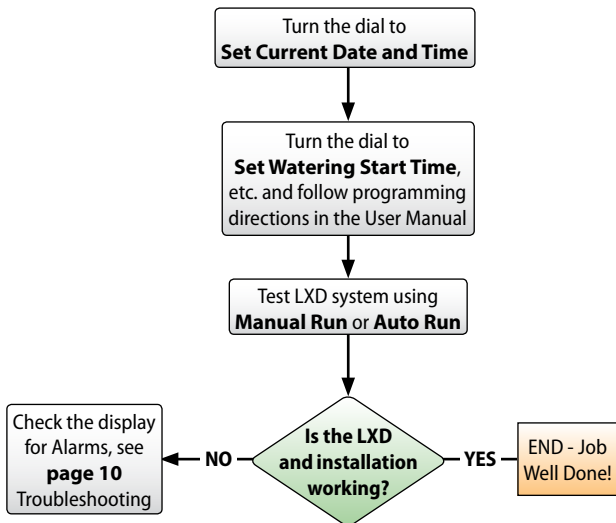 Turn the dial to
Set Current Date and Time
Turn the dial to
Set Watering Start Time,
etc. and follow programming
directions in the User Manual
Test LXD system using
Manual Run or Auto Run
Is the LXD
and installation
working?
NO
Check the display
for Alarms, see
page 10
Troubleshooting
YES
END - Job
Well Done!